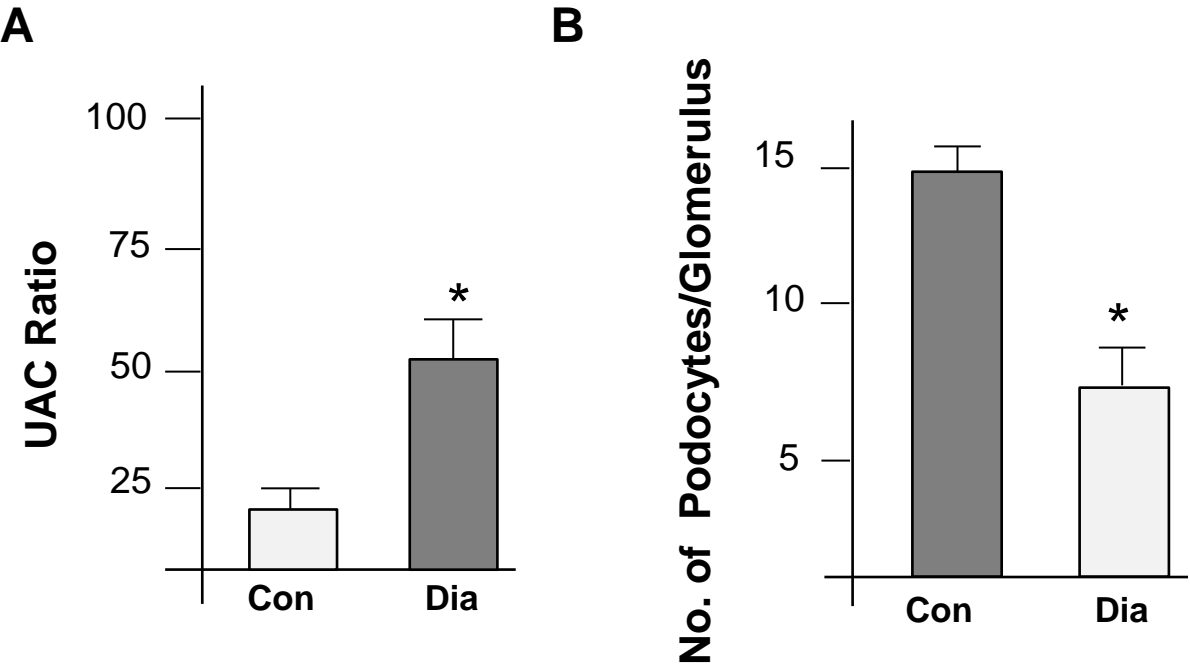 A
UAC Ratio
100
75
50
25
*
Con
Dia
B
No. of Podocytes/Glomerulus
15
10
5
*
Con
Dia